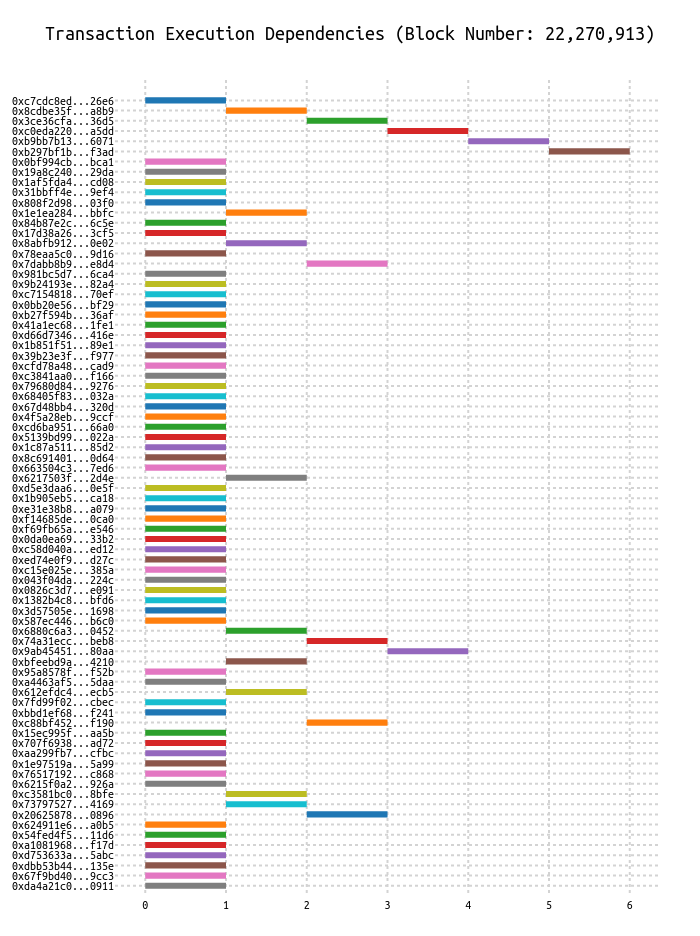 Transaction Execution Dependencies (Block Number: 22,270,913)
0xc7cdc8ed...26e6
0x8cdbe35f...a8b9
0x3ce36cfa...36d5
0xc0eda220...a5dd
0xb9bb7b13...6071
0xb297bf1b...f3ad
0x0bf994cb...bca1
0x19a8c240...29da
0x1af5fda4...cd08
0x31bbff4e...9ef4
0x808f2d98...03f0
0x1e1ea284...bbfc
0x84b87e2c...6c5e
0x17d38a26...3cf5
0x8abfb912...0e02
0x78eaa5c0...9d16
0x7dabb8b9...e8d4
0x981bc5d7...6ca4
0x9b24193e...82a4
0xc7154818...70ef
0x0bb20e56...bf29
0xb27f594b...36af
0x41a1ec68...1fe1
0xd66d7346...416e
0x1b851f51...89e1
0x39b23e3f...f977
0xcfd78a48...cad9
0xc3841aa0...f166
0x79680d84...9276
0x68405f83...032a
0x67d48bb4...320d
0x4f5a28eb...9ccf
0xcd6ba951...66a0
0x5139bd99...022a
0x1c87a511...85d2
0x8c691401...0d64
0x663504c3...7ed6
0x6217503f...2d4e
0xd5e3daa6...0e5f
0x1b905eb5...ca18
0xe31e38b8...a079
0xf14685de...0ca0
0xf69fb65a...e546
0x0da0ea69...33b2
0xc58d040a...ed12
0xed74e0f9...d27c
0xc15e025e...385a
0x043f04da...224c
0x0826c3d7...e091
0x1382b4c8...bfd6
0x3d57505e...1698
0x587ec446...b6c0
0x6880c6a3...0452
0x74a31ecc...beb8
0x9ab45451...80aa
0xbfeebd9a...4210
0x95a8578f...f52b
0xa4463af5...5daa
0x612efdc4...ecb5
0x7fd99f02...cbec
0xbbd1ef68...f241
0xc88bf452...f190
0x15ec995f...aa5b
0x707f6938...ad72
0xaa299fb7...cfbc
0x1e97519a...5a99
0x76517192...c868
0x6215f0a2...926a
0xc3581bc0...8bfe
0x73797527...4169
0x20625878...0896
0x624911e6...a0b5
0x54fed4f5...11d6
0xa1081968...f17d
0xd753633a...5abc
0xdbb53b44...135e
0x67f9bd40...9cc3
0xda4a21c0...0911
0 1 2 3 4 5 6